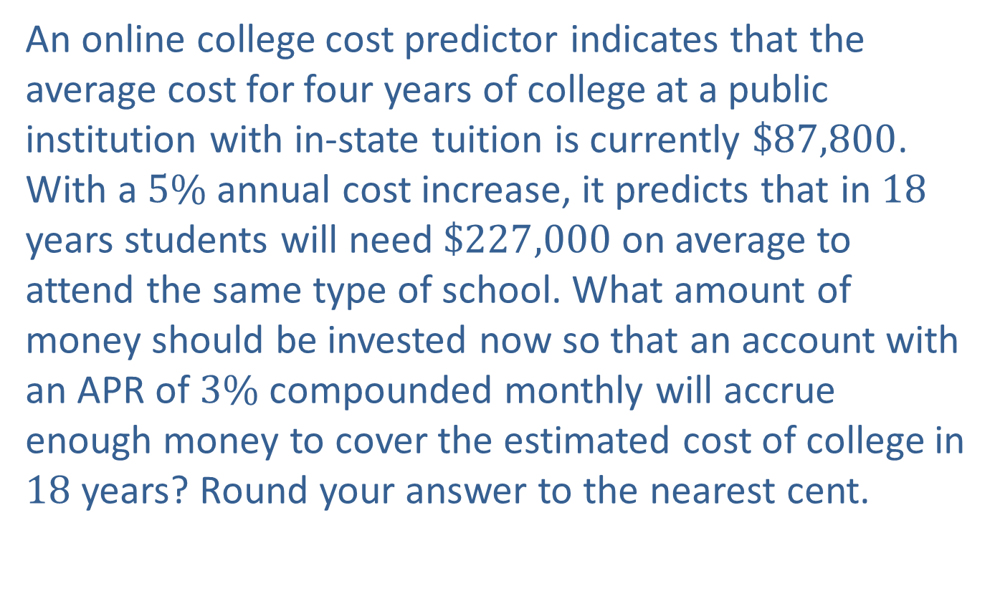 An online college cost predictor indicates that the
average cost for four years of college at a public
institution with in-state tuition is currently $87,800.
With a 5% annual cost increase, it predicts that in 18
years students will need $227,000 on average to
attend the same type of school. What amount of
money should be invested now so that an account with
an APR of 3% compounded monthly will accrue
enough money to cover the estimated cost of college in
18 years? Round your answer to the nearest cent.